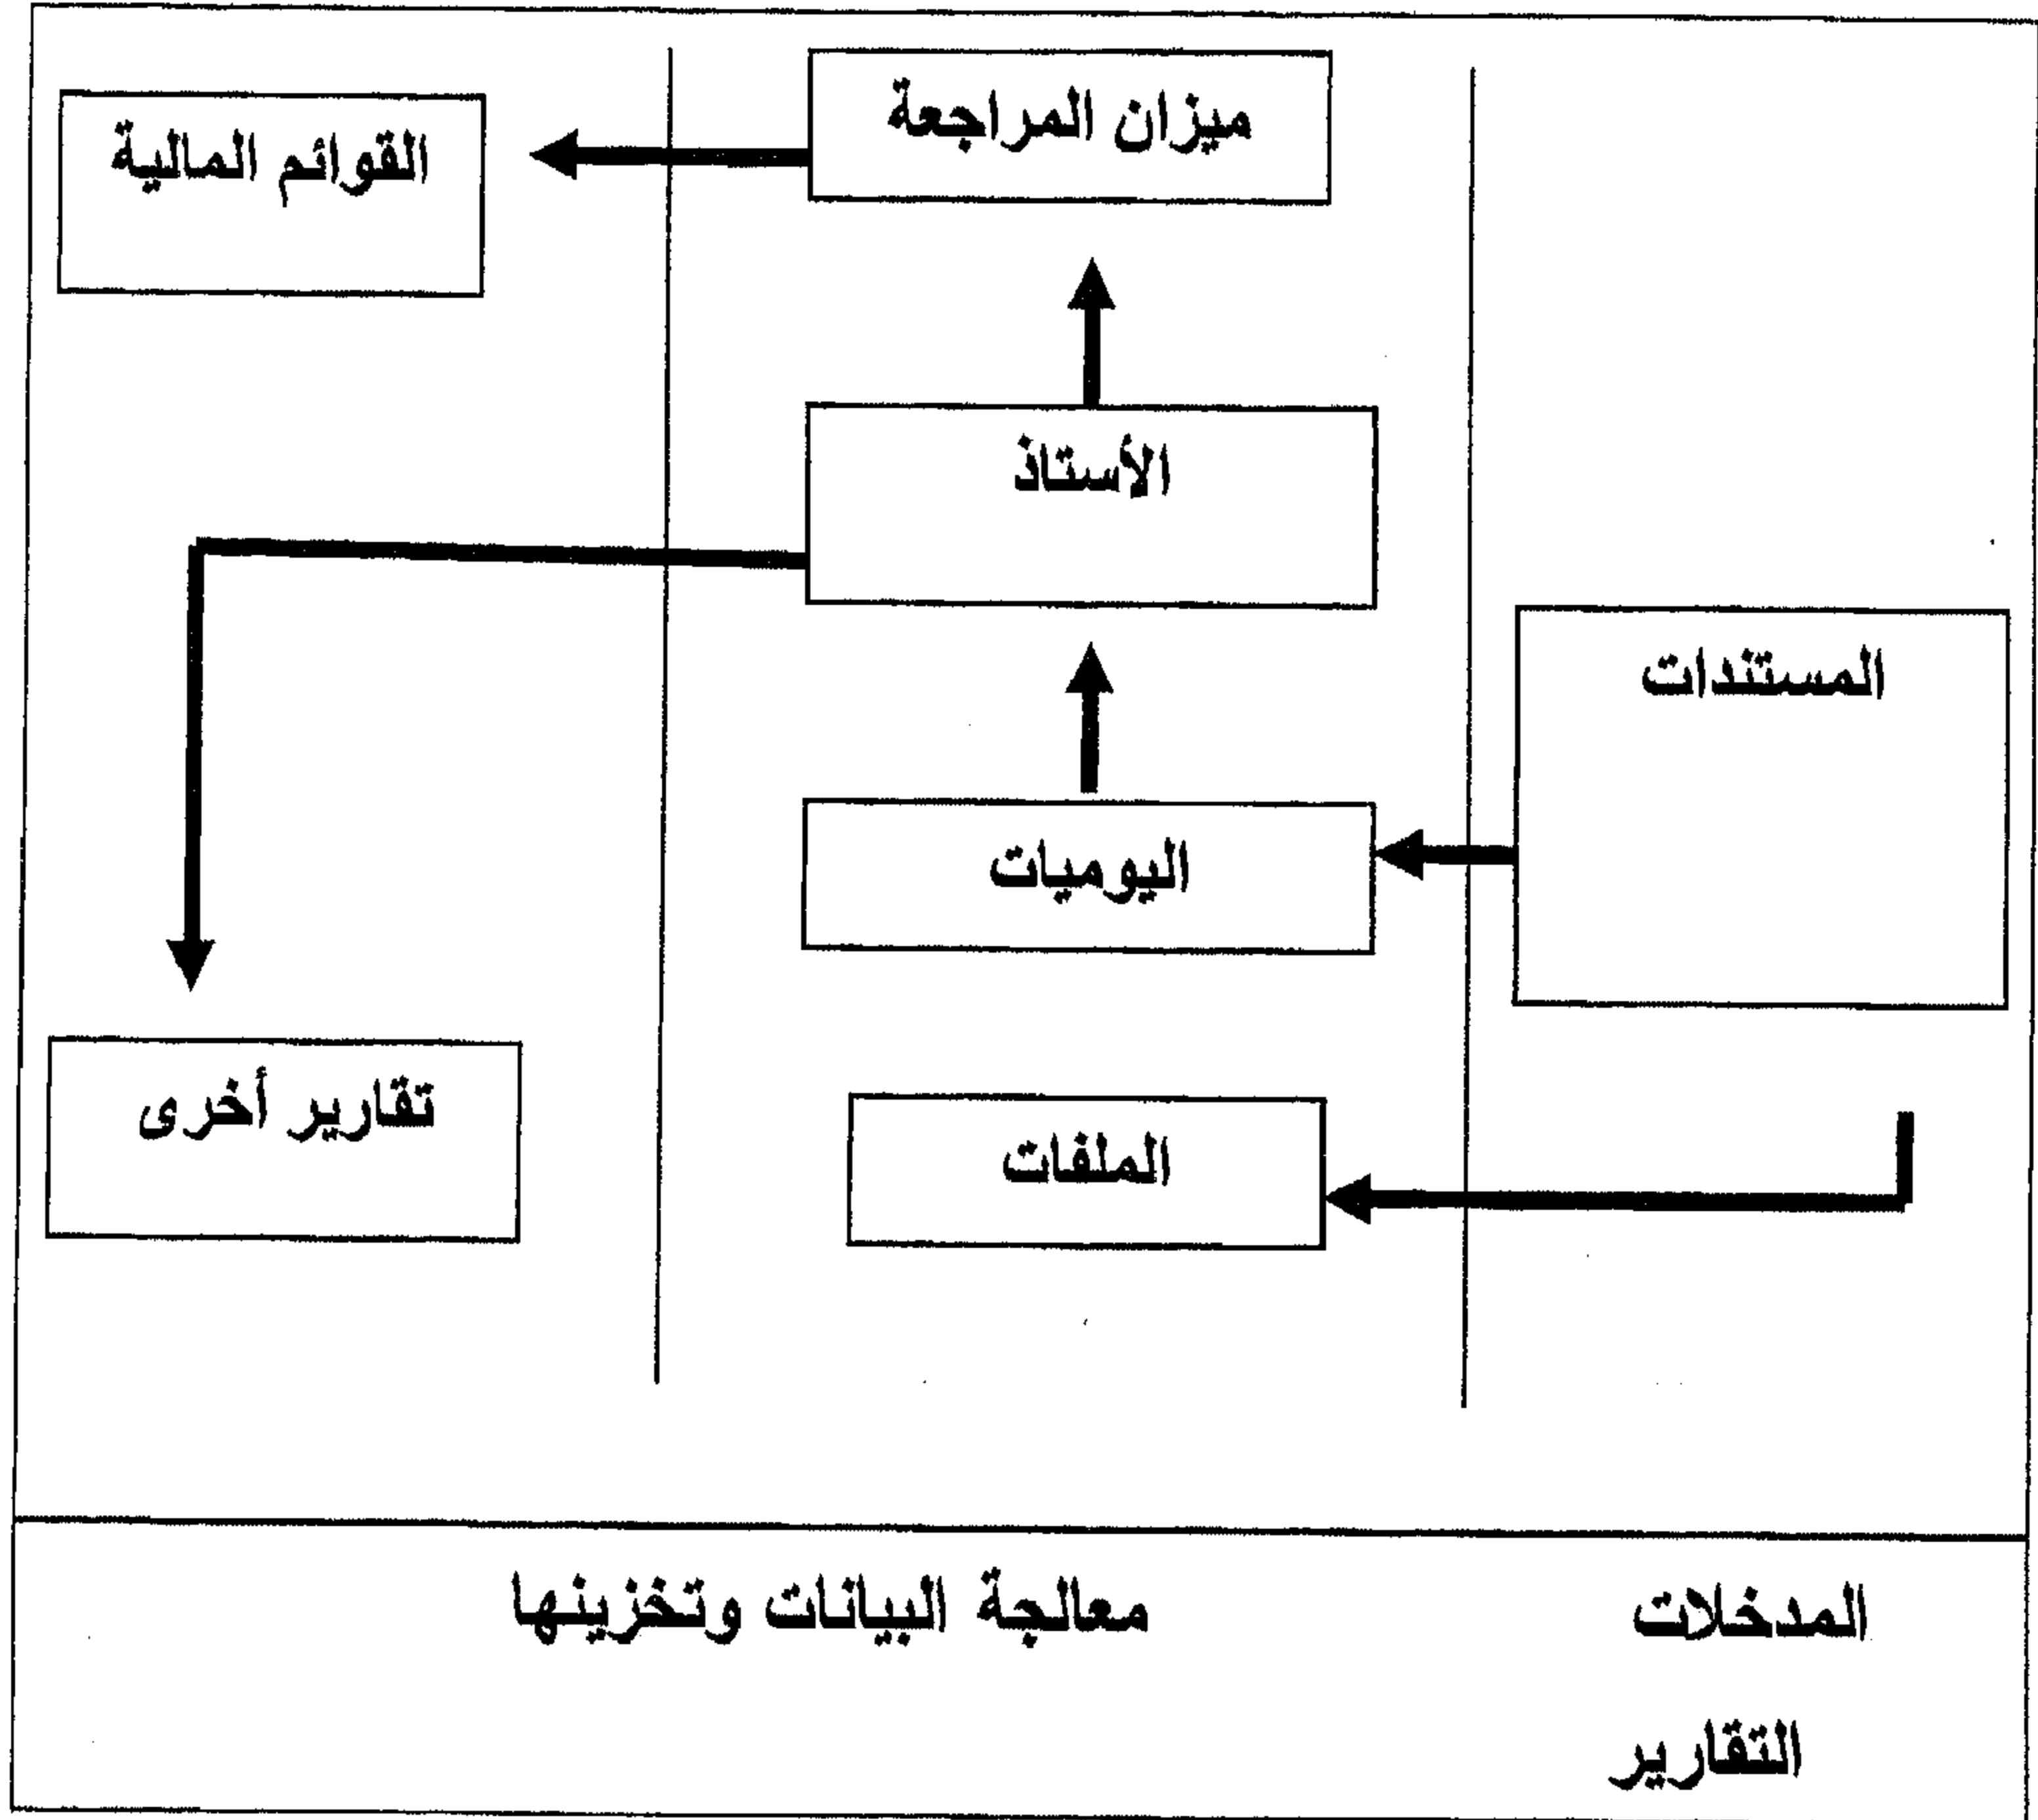 ميزان المراجعة
القوائم المالية
الأستاذ
المستندات
اليوميات
تقارير أخرى
الملفات
المدخلات معالجة البيانات وتخزينها
التقارير